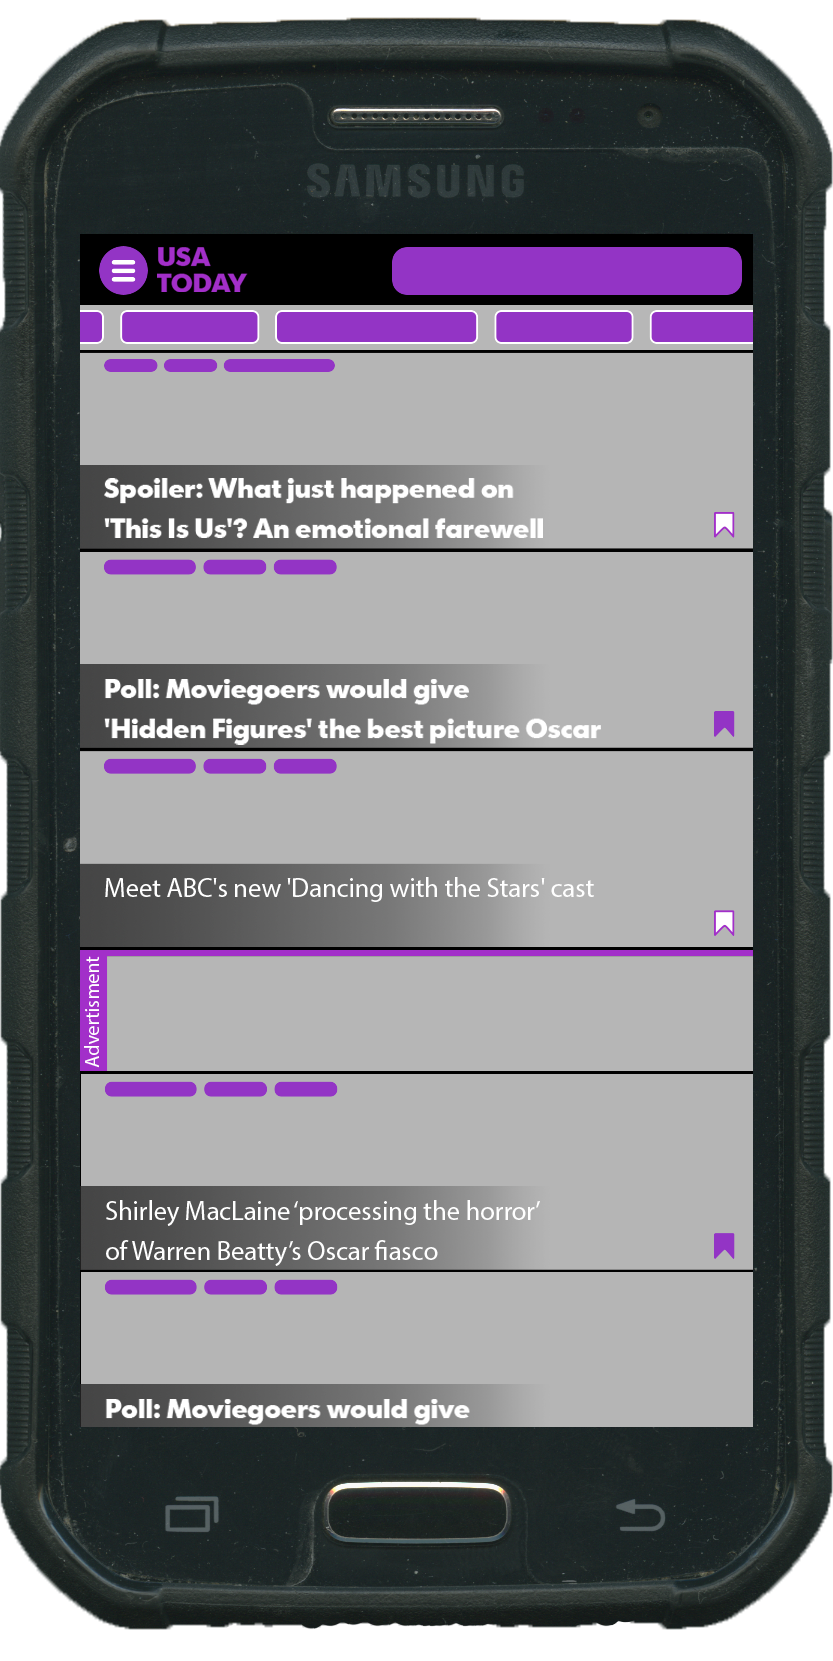 SAMSUNG
USA
TODAY
Spoiler: What just happened on
'This Is Us'? An emotional farewell
Poll: Moviegoers would give
'Hidden Figures' the best picture Oscar
Meet ABC's new 'Dancing with the Stars' cast
Advertisment
Shirley MacLaine ‘processing the horror’
of Warren Beatty’s Oscar fiasco
Poll: Moviegoers would give